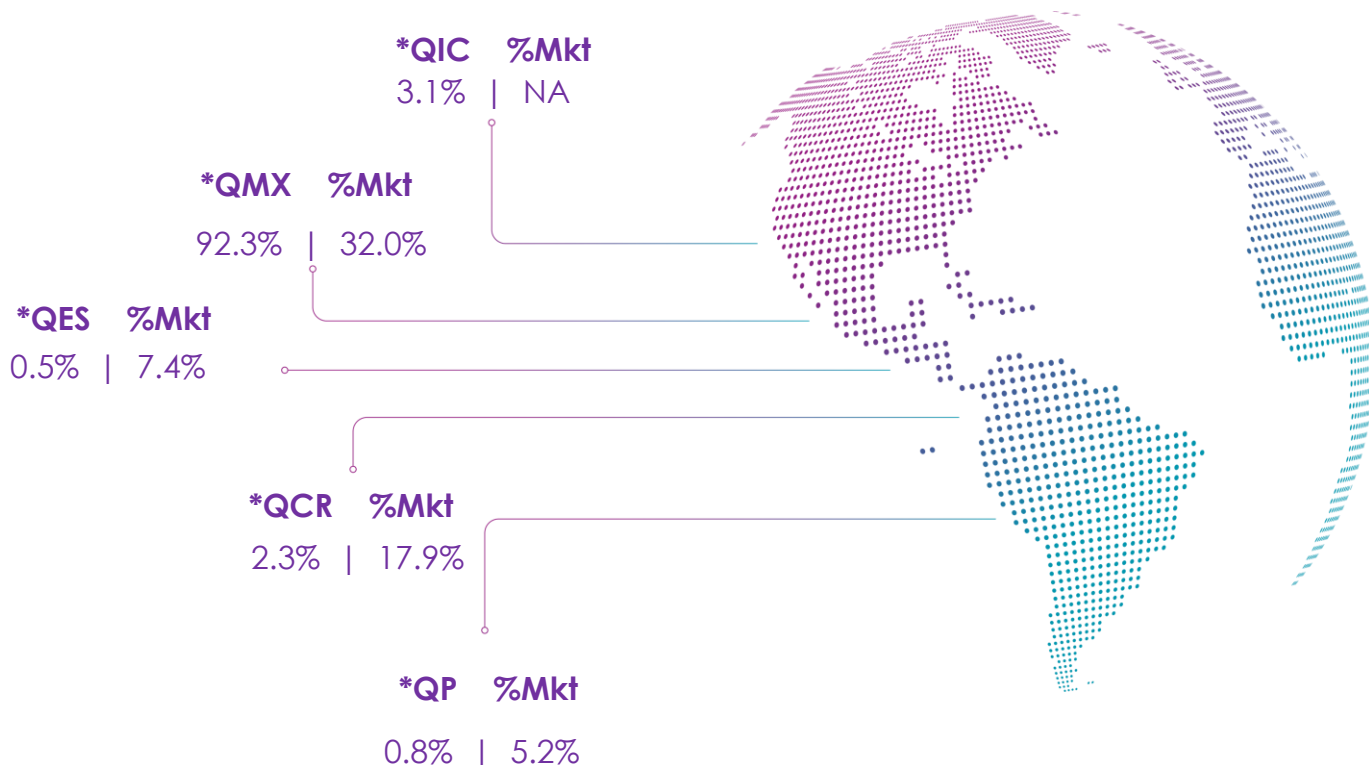 *QIC %Mkt
3.1% | NA
*QMX %Mkt
92.3% | 32.0%
*QES %Mkt
0.5% | 7.4%
*QCR %Mkt
2.3% | 17.9%
*QP %Mkt
0.8% | 5.2%